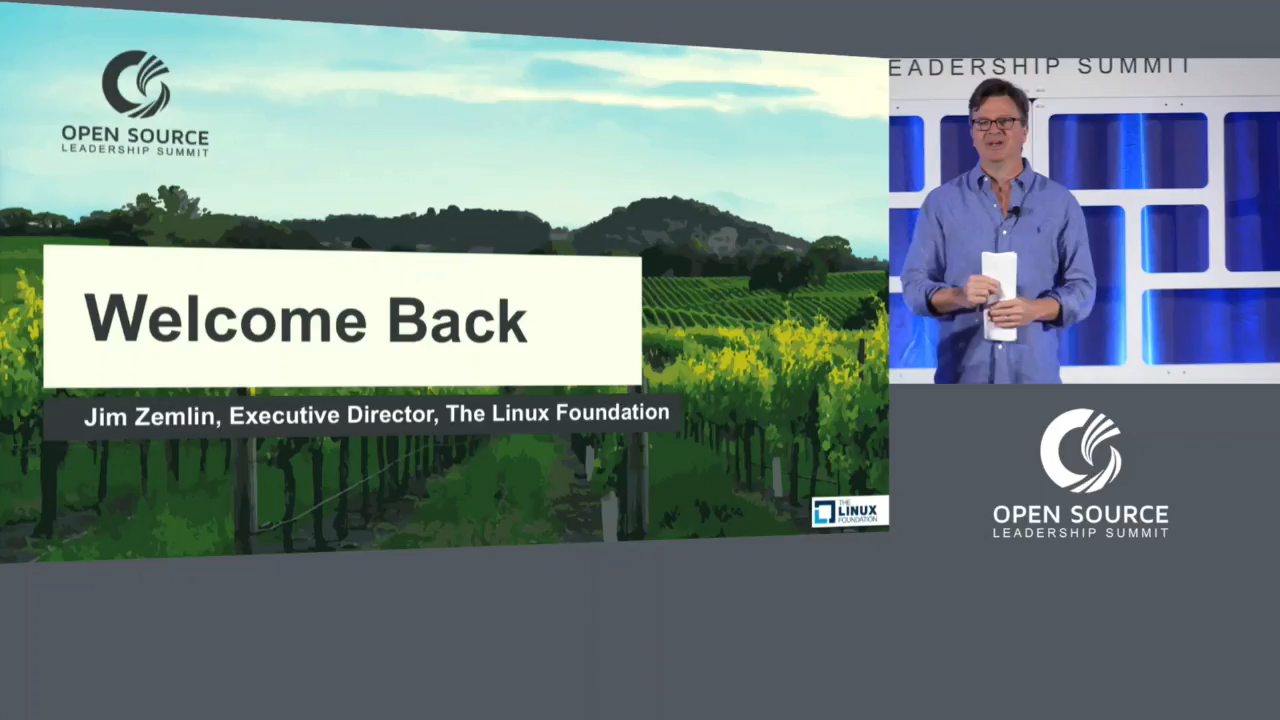 OPEN SOURCE
LEADERSHIP SUMMIT
Welcome Back
Jim Zemlin, Executive Director, The Linux Foundation
THE
LINUX
FOUNDATION
EADERSHIP SUMMIT
OPEN SOURCE
LEADERSHIP SUMMIT